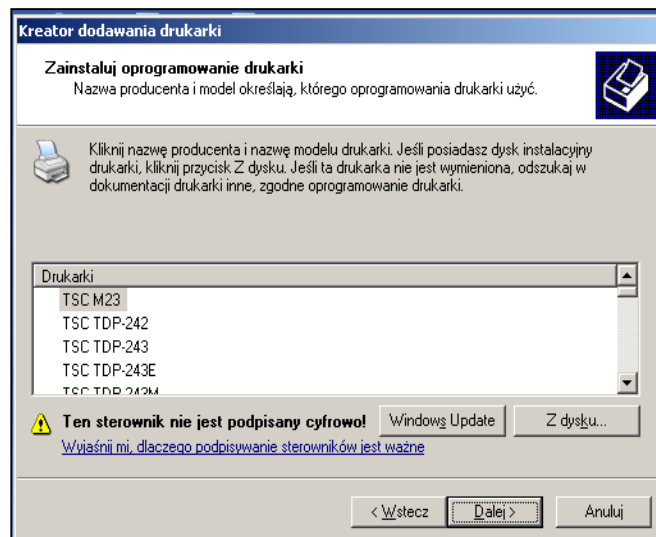 Kreator dodawania drukarki
Zainstaluj oprogramowanie drukarki
Nazwa producenta i model określają, którego oprogramowania drukarki użyć.
Kliknij nazwę producenta i nazwę modelu drukarki. Jeśli posiadasz dysk instalacyjny
drukarki, kliknij przycisk Z dysku. Jeśli ta drukarka nie jest wymieniona, odszukaj w
dokumentacji drukarki inne, zgodne oprogramowanie drukarki.
Drukarki
TSC M23
TSC TDP-242
TSC TDP-243
TSC TDP-243E
TSC TDP-243M
Ten sterownik nie jest podpisany cyfrowo!
Windows Update
Z dysku...
Wyjaśnij mi, dlaczego podpisywanie sterowników jest ważne
< Wstecz
Dalej >
Anuluj